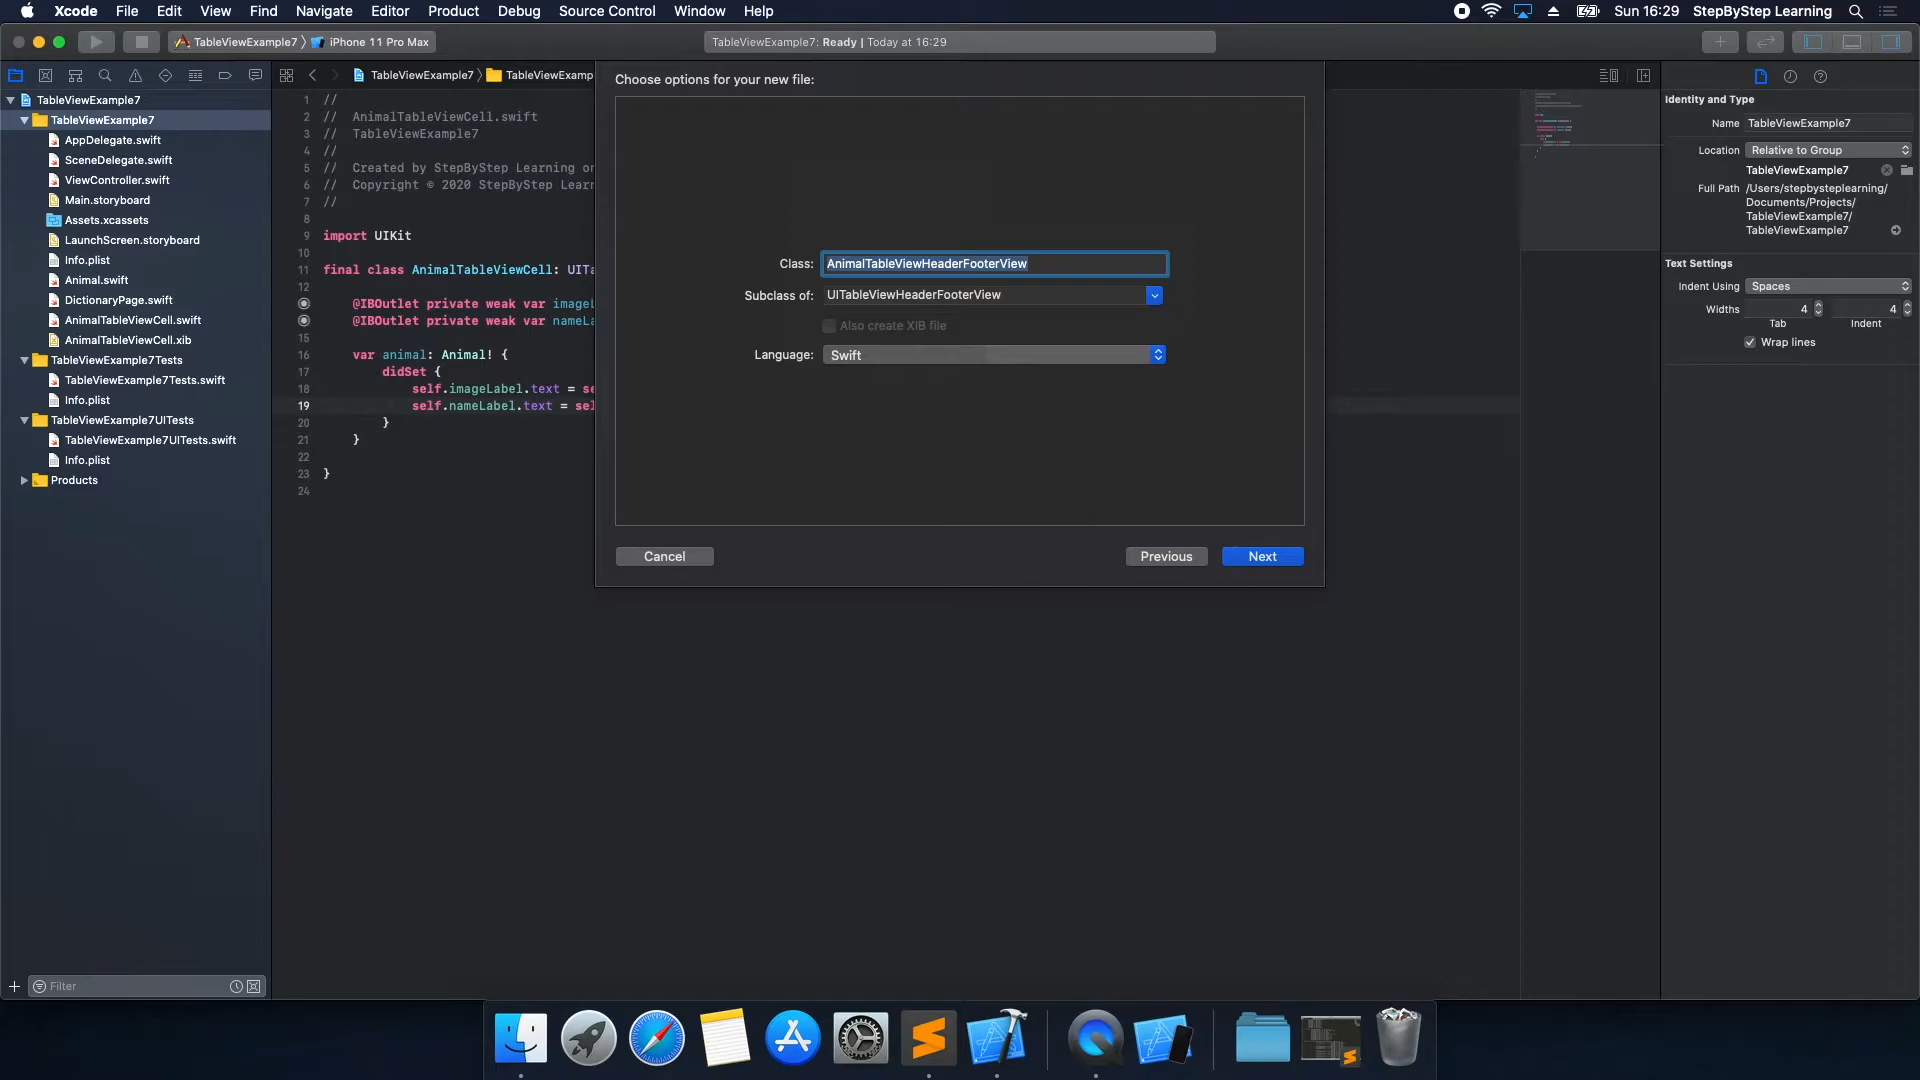 Xcode File Edit View Find Navigate Editor Product Debug Source Control Window Help Sun 16:29 StepByStep Learning
TableViewExample7 iPhone 11 Pro Max TableViewExample7: Ready | Today at 16:29
TableViewExample7 TableViewExamp
Choose options for your new file:
Class: AnimalTableViewHeaderFooterView
Subclass of: UITableViewHeaderFooterView
Also create XIB file
Language: Swift
Cancel Previous Next
TableViewExample7
TableViewExample7
AppDelegate.swift
SceneDelegate.swift
ViewController.swift
Main.storyboard
Assets.xcassets
LaunchScreen.storyboard
Info.plist
Animal.swift
DictionaryPage.swift
AnimalTableViewCell.swift
AnimalTableViewCell.xib
TableViewExample7Tests
TableViewExample7Tests.swift
Info.plist
TableViewExample7UITests
TableViewExample7UITests.swift
Info.plist
Products
Filter
1 //
2 // AnimalTableViewCell.swift
3 // TableViewExample7
4 //
5 // Created by StepByStep Learning on
6 // Copyright © 2020 StepByStep Learn
7 //
8
9 import UIKit
10
11 final class AnimalTableViewCell: UITa
12
@IBOutlet private weak var imageL
@IBOutlet private weak var nameLa
15
16 var animal: Animal! {
17 didSet {
18 self.imageLabel.text = se
19 self.nameLabel.text = sel
20 }
21 }
22
23 }
24
Identity and Type
Name TableViewExample7
Location Relative to Group
TableViewExample7
Full Path /Users/stepbysteplearning/
Documents/Projects/
TableViewExample7/
TableViewExample7
Text Settings
Indent Using Spaces
Widths 4 4
Tab Indent
Wrap lines